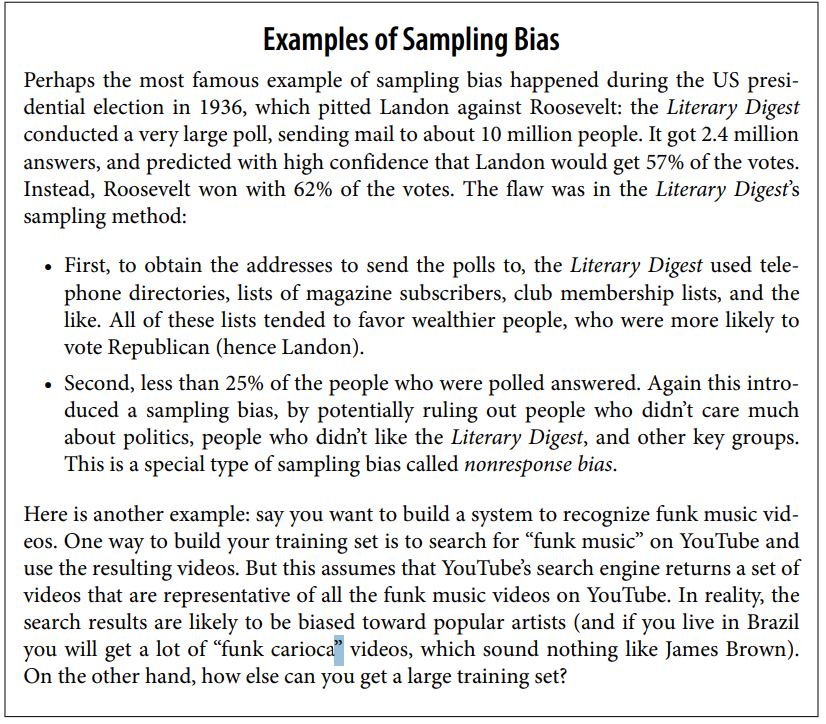 Examples of Sampling Bias
Perhaps the most famous example of sampling bias happened during the US presi-
dential election in 1936, which pitted Landon against Roosevelt: the Literary Digest
conducted a very large poll, sending mail to about 10 million people. It got 2.4 million
answers, and predicted with high confidence that Landon would get 57% of the votes.
Instead, Roosevelt won with 62% of the votes. The flaw was in the Literary Digest’s
sampling method:
• First, to obtain the addresses to send the polls to, the Literary Digest used tele-
phone directories, lists of magazine subscribers, club membership lists, and the
like. All of these lists tended to favor wealthier people, who were more likely to
vote Republican (hence Landon).
• Second, less than 25% of the people who were polled answered. Again this intro-
duced a sampling bias, by potentially ruling out people who didn’t care much
about politics, people who didn’t like the Literary Digest, and other key groups.
This is a special type of sampling bias called nonresponse bias.
Here is another example: say you want to build a system to recognize funk music vid-
eos. One way to build your training set is to search for “funk music” on YouTube and
use the resulting videos. But this assumes that YouTube’s search engine returns a set of
videos that are representative of all the funk music videos on YouTube. In reality, the
search results are likely to be biased toward popular artists (and if you live in Brazil
you will get a lot of “funk carioca” videos, which sound nothing like James Brown).
On the other hand, how else can you get a large training set?